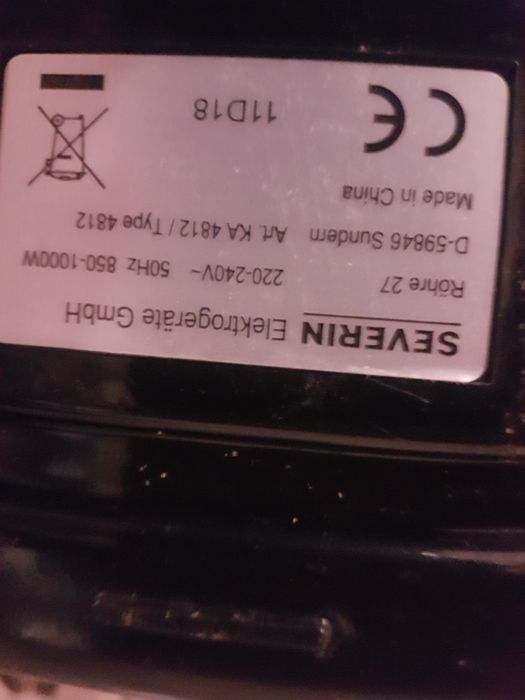 SEVERIN Elektrogeräte GmbH
Röhre 27 220-240V~ 50Hz 850-1000W
D-59846 Sundern Art. KA 4812 / Type 4812
Made in China
CE 11D18